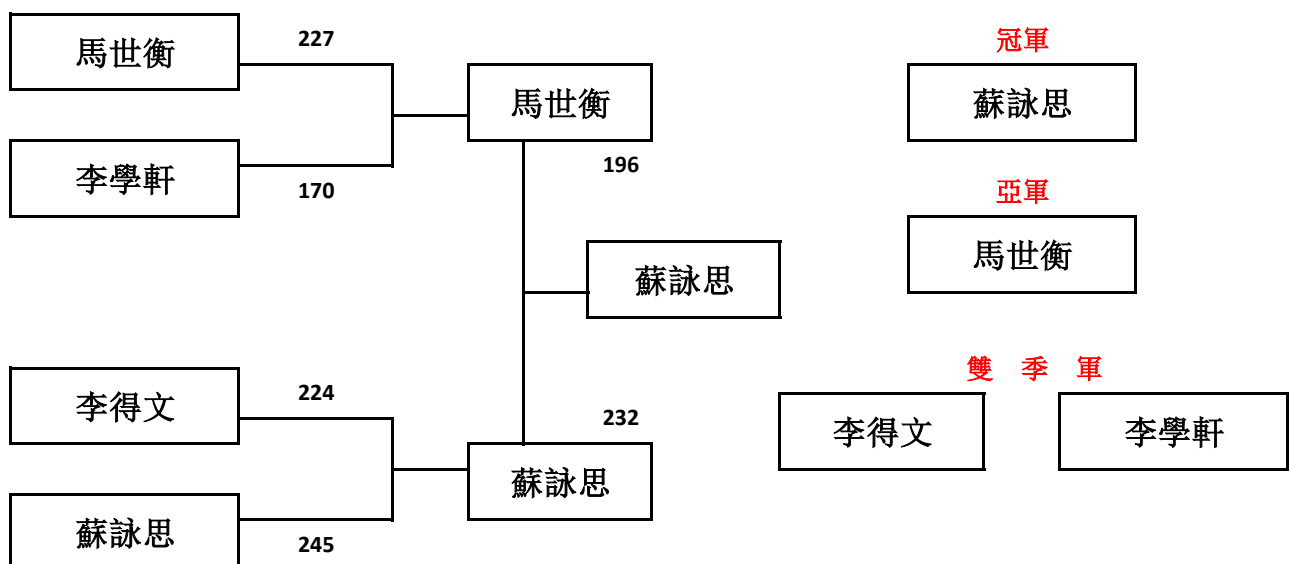 馬世衡
227
李學軒
170
馬世衡
196
蘇詠思
李得文
224
蘇詠思
245
232
蘇詠思
冠軍
蘇詠思
亞軍
馬世衡
雙 季 軍
李得文
李學軒